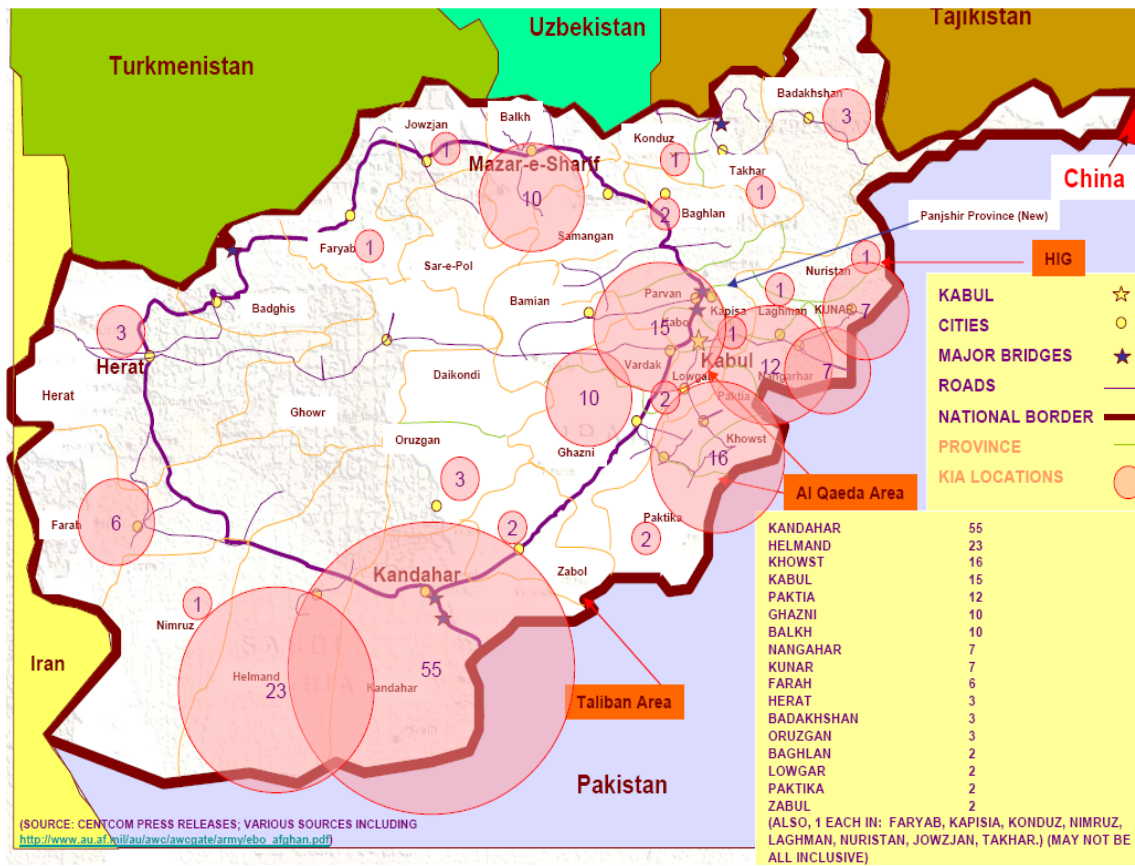 Uzbekistan
Tajikistan
Turkmenistan
Badakhshan
3
Balkh
Jowzjan
1
Konduz
1
Mazar-e-Sharif
10
Takhar
1
China
Baghlan
2
Panjshir Province (New)
Samangan
Faryab
1
Sar-e-Pol
Nuristan
1
HIG
Badghis
Bamian
Parvan
Kapisa
1
Laghman
KUNAR
7
3
Herat
15
Kabul
1
Vardak
Kabul
12
Nangarhar
7
Herat
Daikondi
10
Lowgar
2
Paktia
Ghowr
Oruzgan
Ghazni
Khowst
16
3
Al Qaeda Area
6
Farah
2
Paktika
2
Kandahar
Zabol
1
Nimruz
Iran
Helmand
23
55
Kandahar
Taliban Area
Pakistan
KABUL
CITIES
MAJOR BRIDGES
ROADS
NATIONAL BORDER
PROVINCE
KIA LOCATIONS
KANDAHAR 55
HELMAND 23
KHOWST 16
KABUL 15
PAKTIA 12
GHAZNI 10
BALKH 10
NANGAHAR 7
KUNAR 7
FARAH 6
HERAT 3
BADAKHSHAN 3
ORUZGAN 3
BAGHLAN 2
LOWGAR 2
PAKTIKA 2
ZABUL 2
(ALSO, 1 EACH IN: FARYAB, KAPISIA, KONDUZ, NIMRUZ,
LAGHMAN, NURISTAN, JOWZJAN, TAKHAR.) (MAY NOT BE
ALL INCLUSIVE)
(SOURCE: CENTCOM PRESS RELEASES; VARIOUS SOURCES INCLUDING
http://www.au.af.mil/au/awc/awcgate/army/ebo_afghan.pdf)